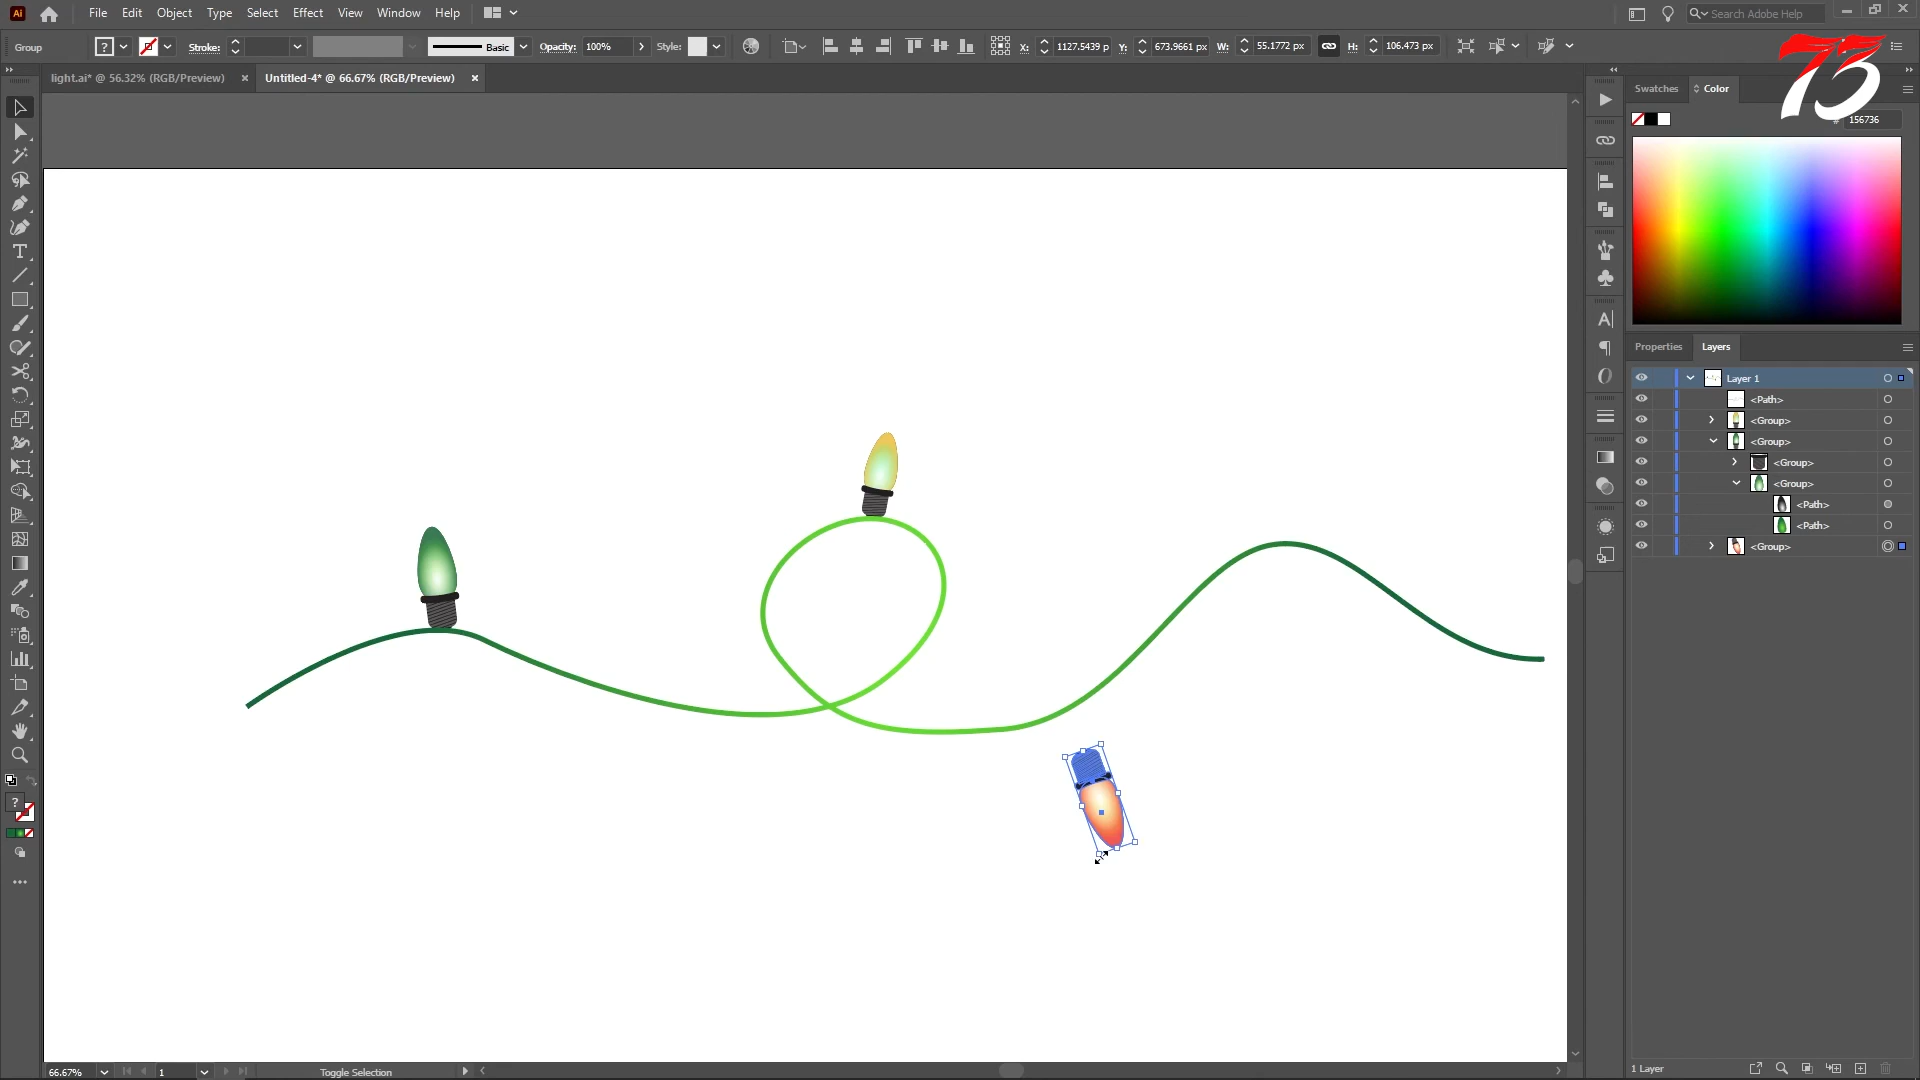 Ai File Edit Object Type Select Effect View Window Help Search Adobe Help
Group ? Stroke: Basic Opacity: 100% Style: X: 1127.5439 p Y: 673.9661 px W: 55.1772 px H: 106.473 px
73
light.ai* @ 56.32% (RGB/Preview) × Untitled-4* @ 66.67% (RGB/Preview) ×
Swatches Color
# 156736
Properties Layers
Layer 1
<Path>
<Group>
<Group>
<Group>
<Group>
<Path>
<Path>
<Group>
?
66.67% 1 Toggle Selection
1 Layer